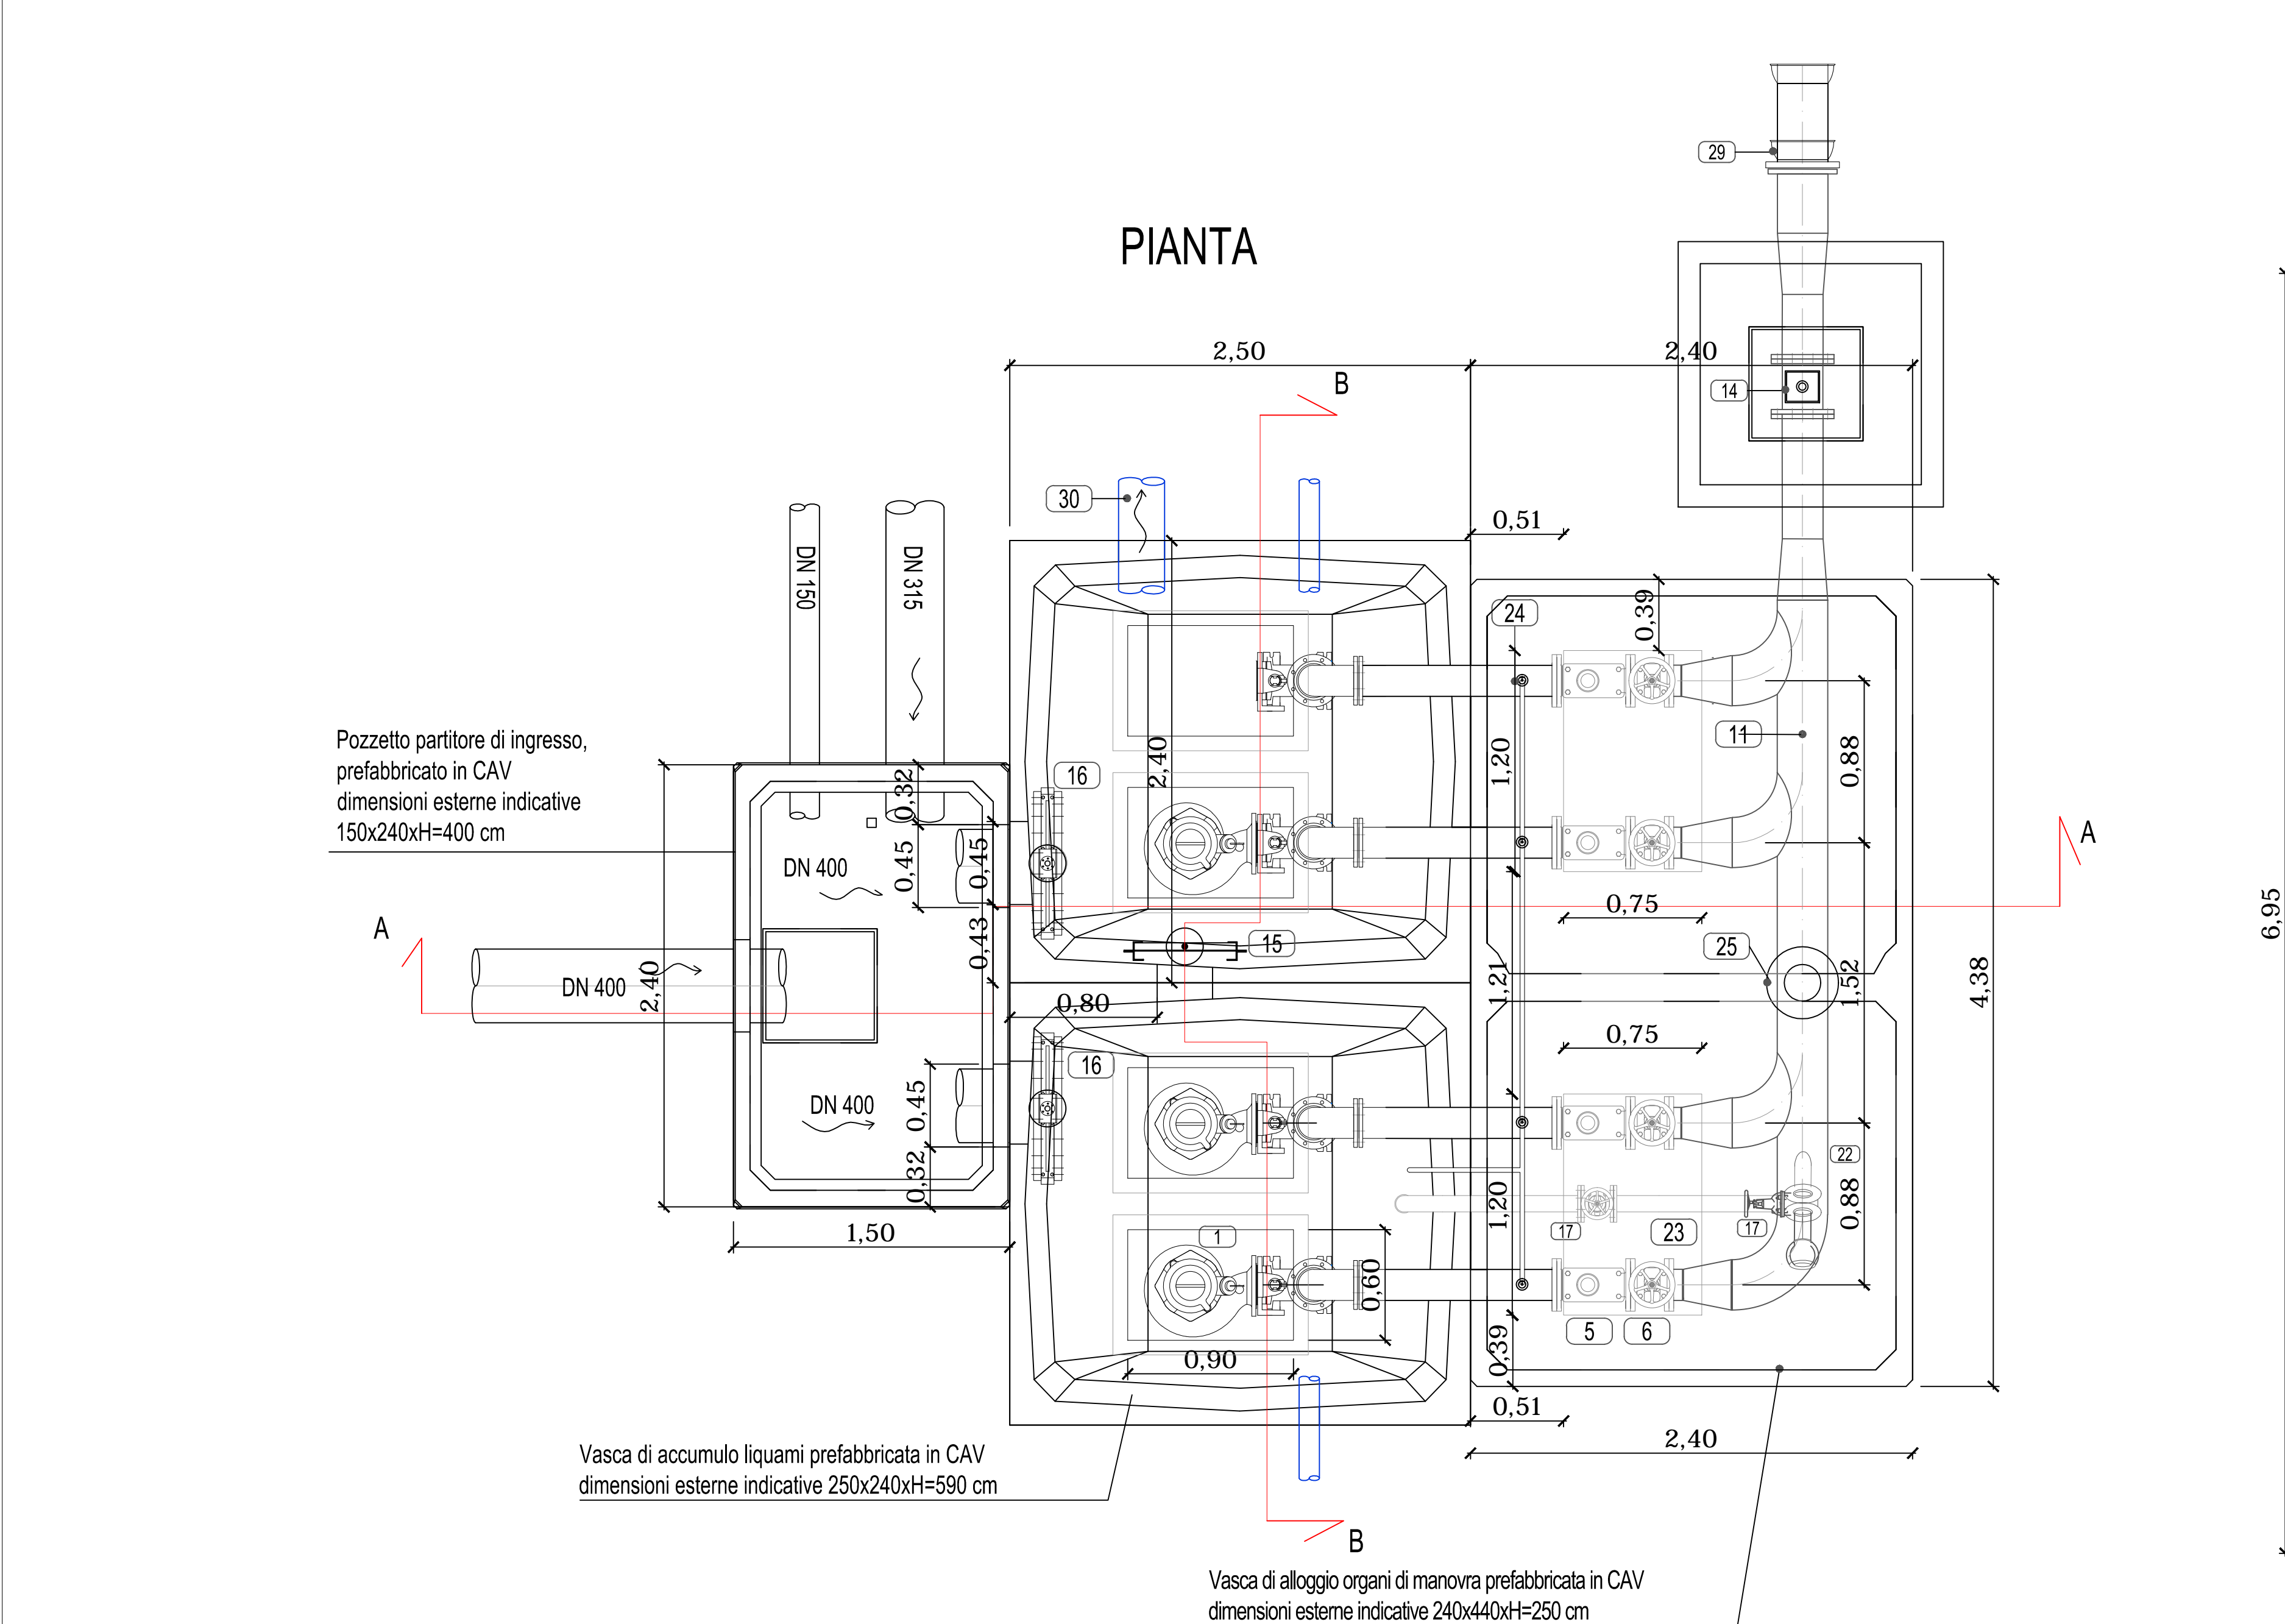 29
PIANTA
2,50
2,40
B
14
30
0,51
DN 150
DN 315
0,39
24
11
Pozzetto partitore di ingresso,
prefabbricato in CAV
dimensioni esterne indicative
150x240xH=400 cm
0,32
16
2,40
1,20
0,88
A
DN 400
0,45
0,45
0,75
6,95
A
0,43
15
25
DN 400
2,40
0,80
1,21
1,52
4,38
0,75
16
DN 400
0,45
22
0,32
1,20
0,88
1,50
1
17
23
17
0,60
5
6
0,39
0,90
0,51
2,40
Vasca di accumulo liquami prefabbricata in CAV
dimensioni esterne indicative 250x240xH=590 cm
B
Vasca di alloggio organi di manovra prefabbricata in CAV
dimensioni esterne indicative 240x440xH=250 cm